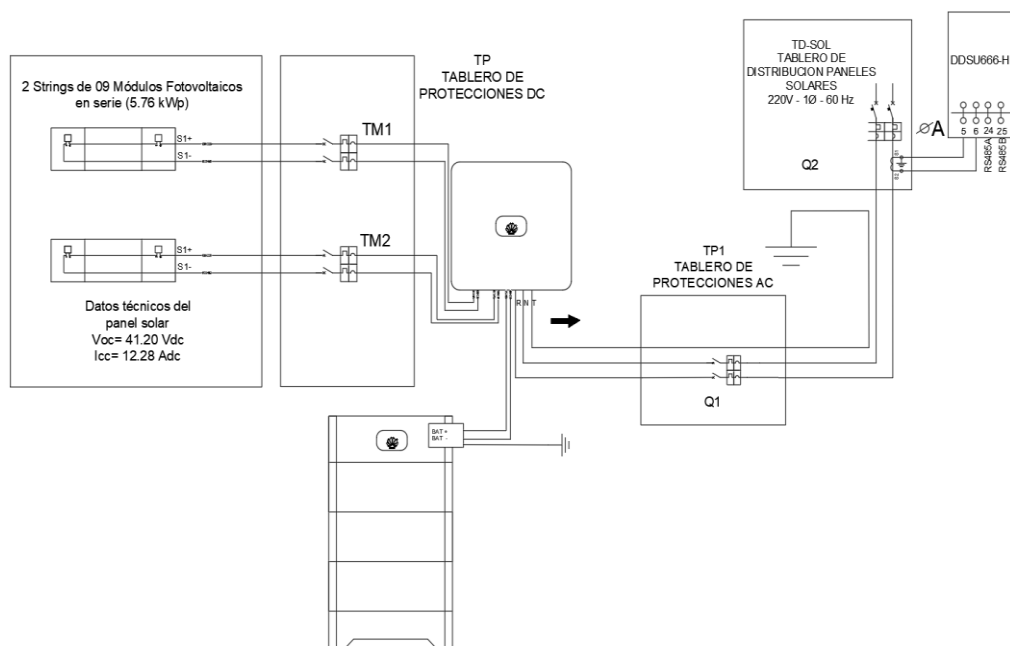 2 Strings de 09 Módulos Fotovoltaicos
en serie (5.76 kWp)
S1+
S1-
S1+
S1-
Datos técnicos del
panel solar
Voc= 41.20 Vdc
Icc= 12.28 Adc
TM1
TM2
TP
TABLERO DE
PROTECCIONES DC
R N T
BAT +
BAT -
TP1
TABLERO DE
PROTECCIONES AC
Q1
TD-SOL
TABLERO DE
DISTRIBUCION PANELES
SOLARES
220V - 1Ø - 60 Hz
Q2
S1
S2
A
DDSU666-H
5 6 24 25
RS485A
RS485B